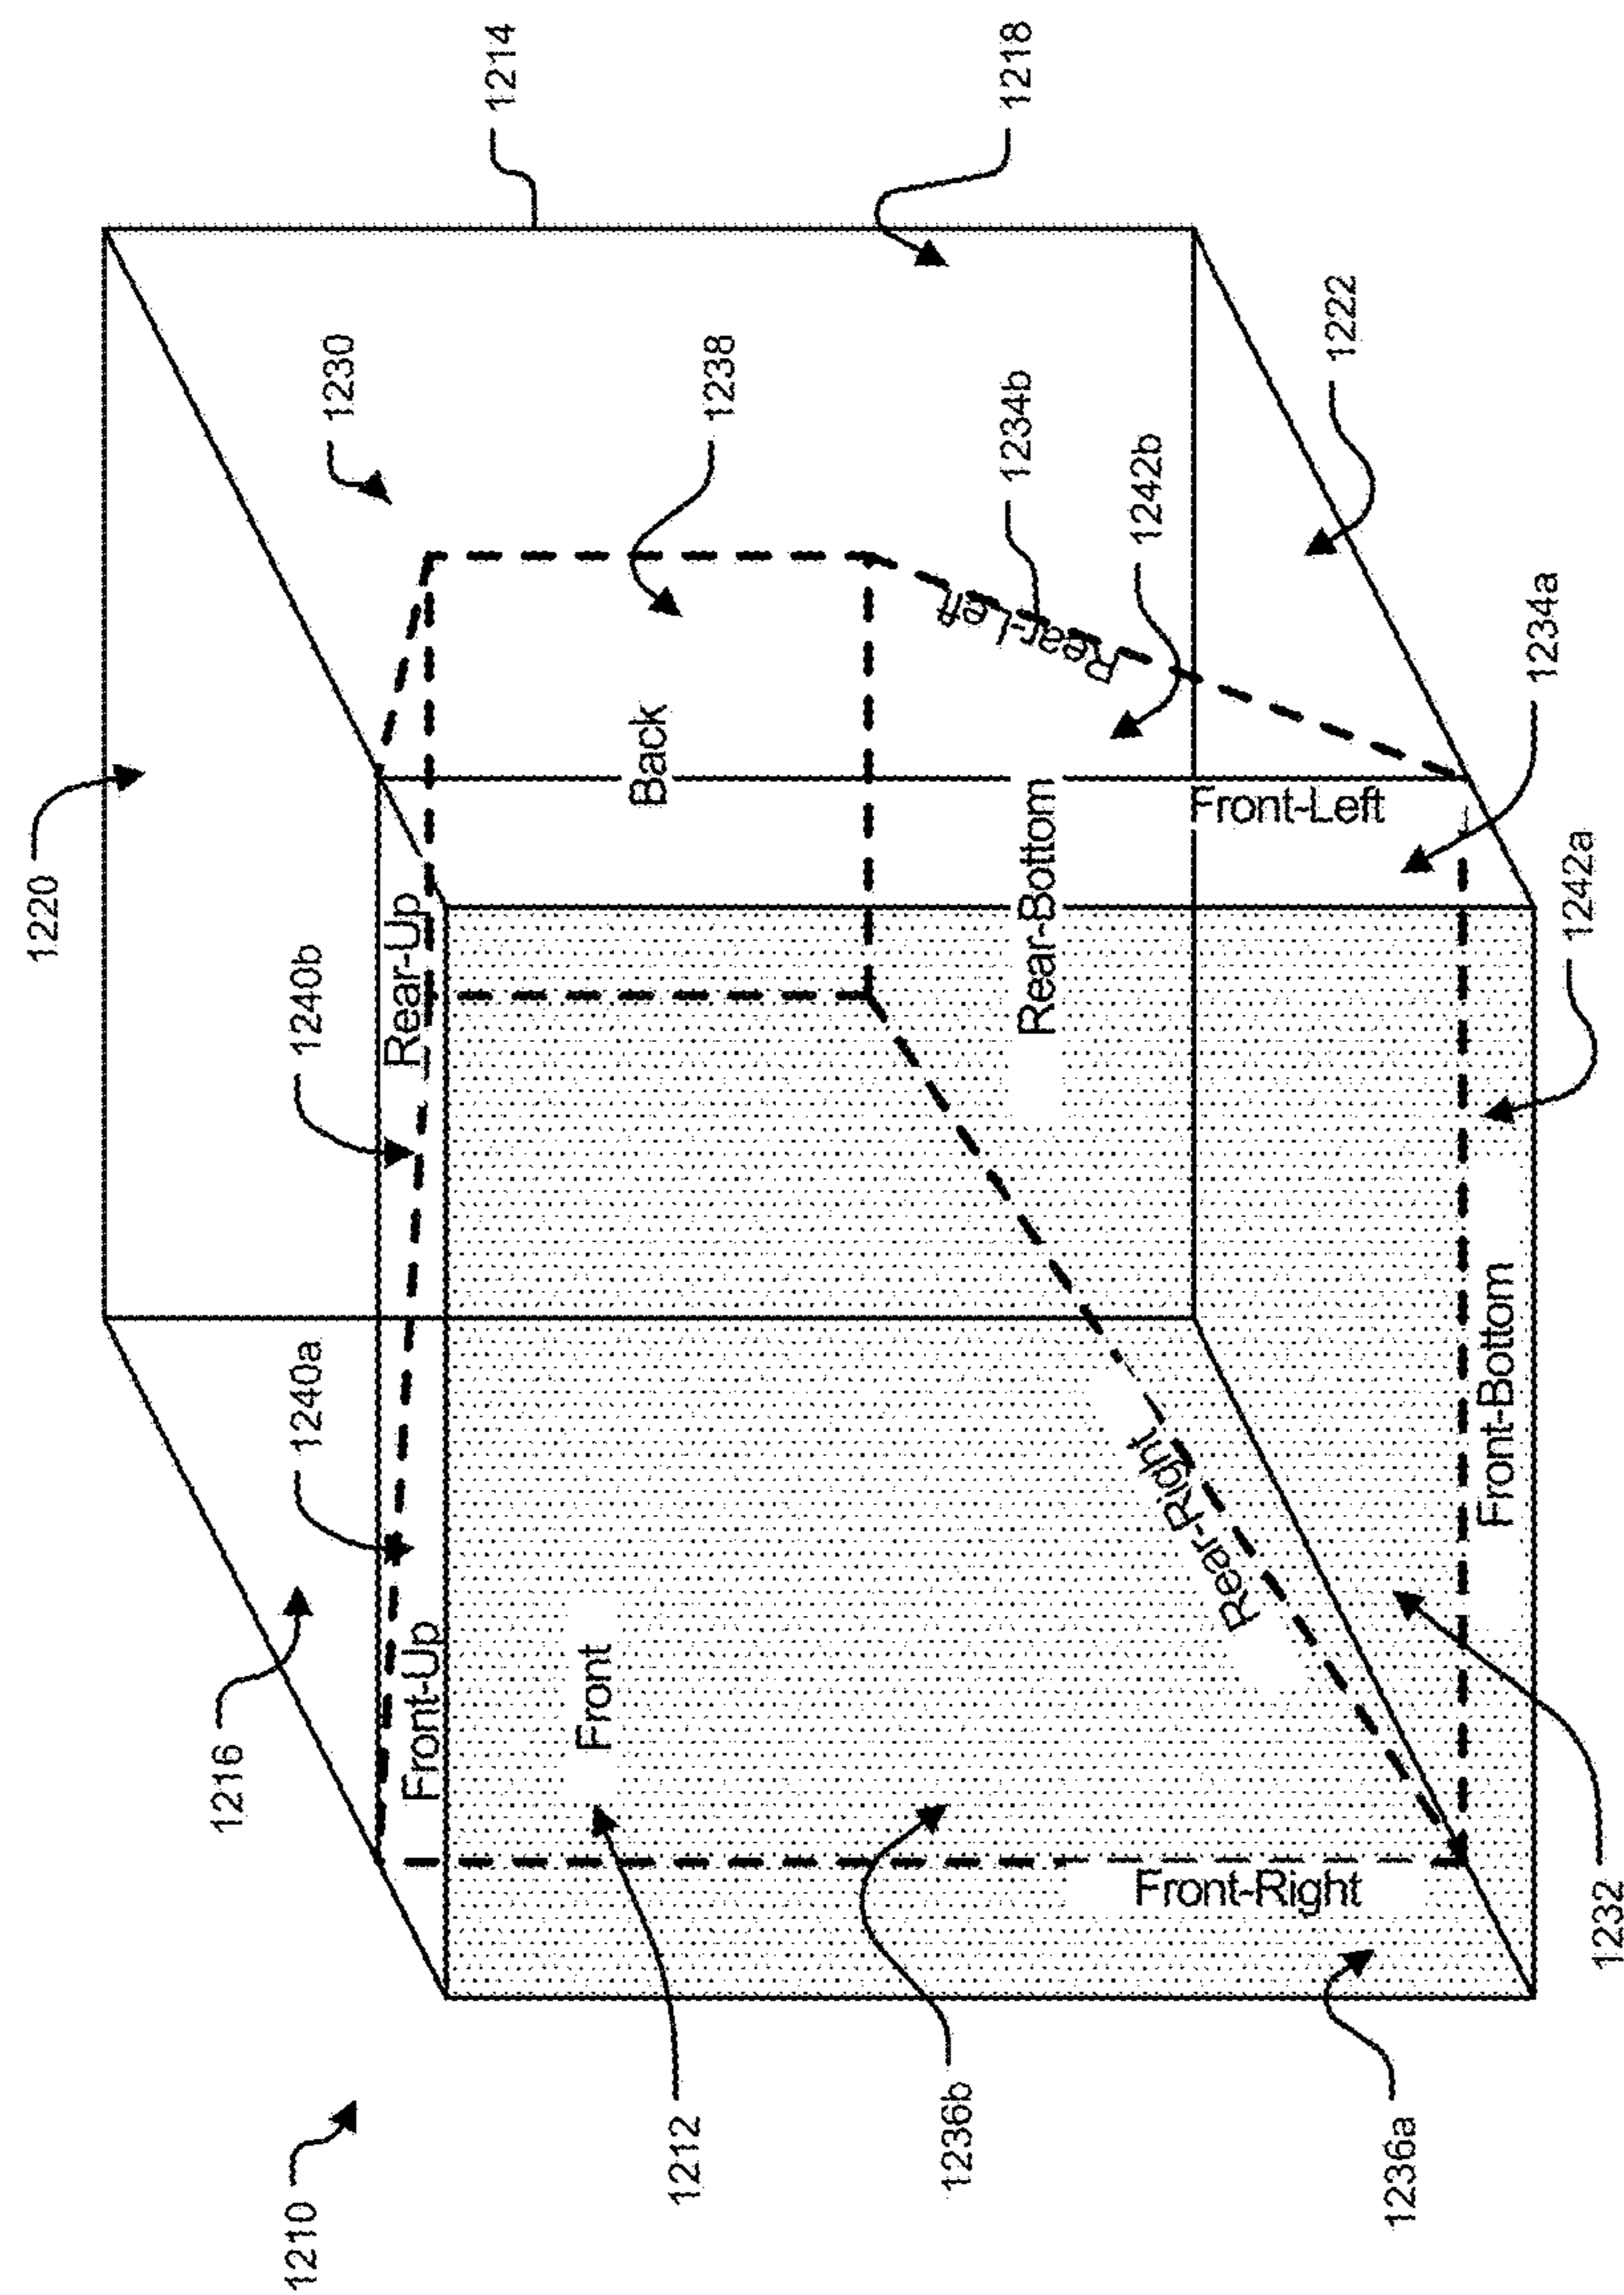 1210
1216
1240a
1240b
1220
1230
1214
Front-Up
Rear-Up
1212
Front
Back
1238
1236b
1218
Rear-Left
1234b
Rear-Bottom
1242b
Rear-Right
Front-Right
Front-Left
1222
1236a
Front-Bottom
1234a
1242a
1232